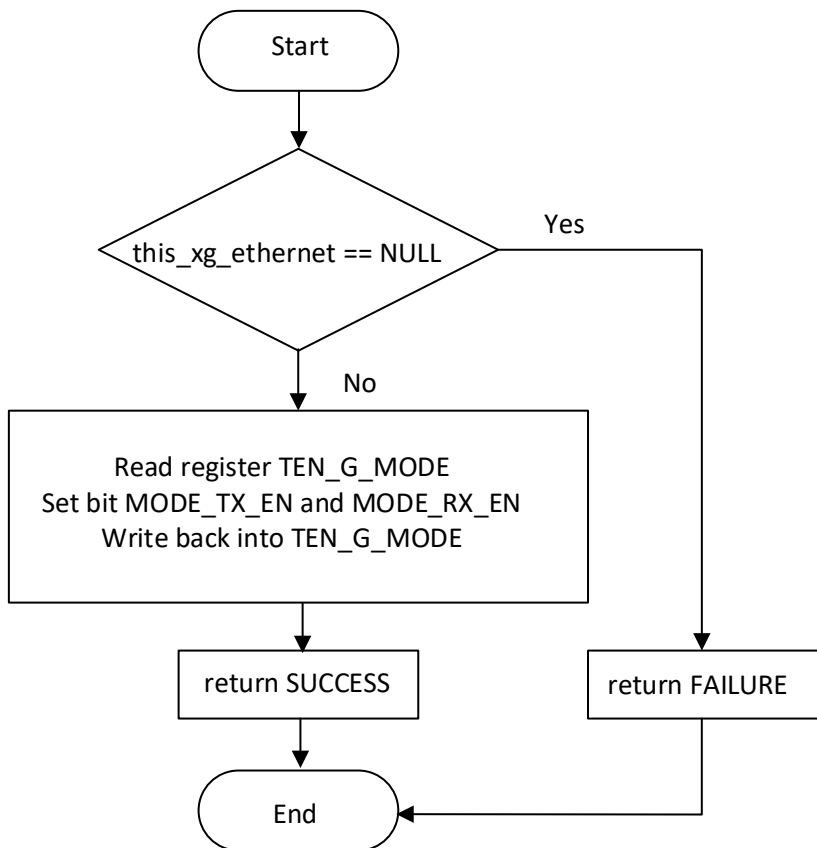 Start
this_xg_ethernet == NULL
Yes
No
Read register TEN_G_MODE
Set bit MODE_TX_EN and MODE_RX_EN
Write back into TEN_G_MODE
return SUCCESS
return FAILURE
End